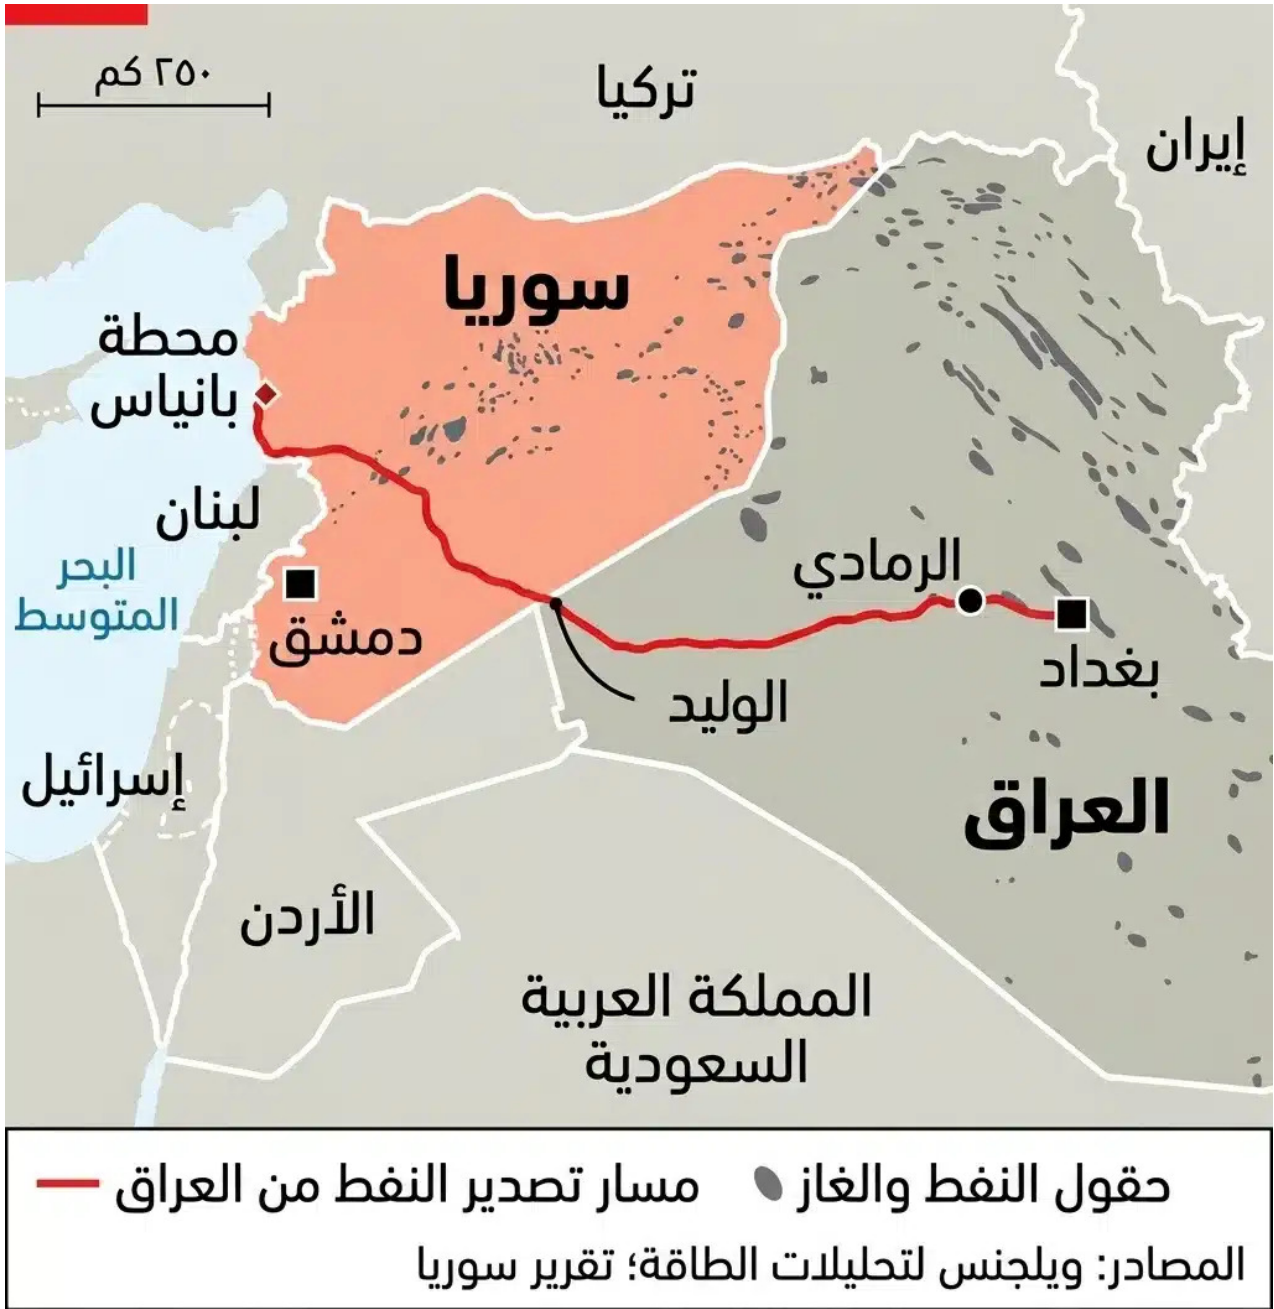 ٢٥٠ كم
تركيا
إيران
سوريا
محطة
بانياس
لبنان
البحر
المتوسط
دمشق
الرمادي
بغداد
الوليد
إسرائيل
العراق
الأردن
المملكة العربية
السعودية
حقول النفط والغاز
مسار تصدير النفط من العراق
المصادر: ويلجنس لتحليلات الطاقة؛ تقرير سوريا